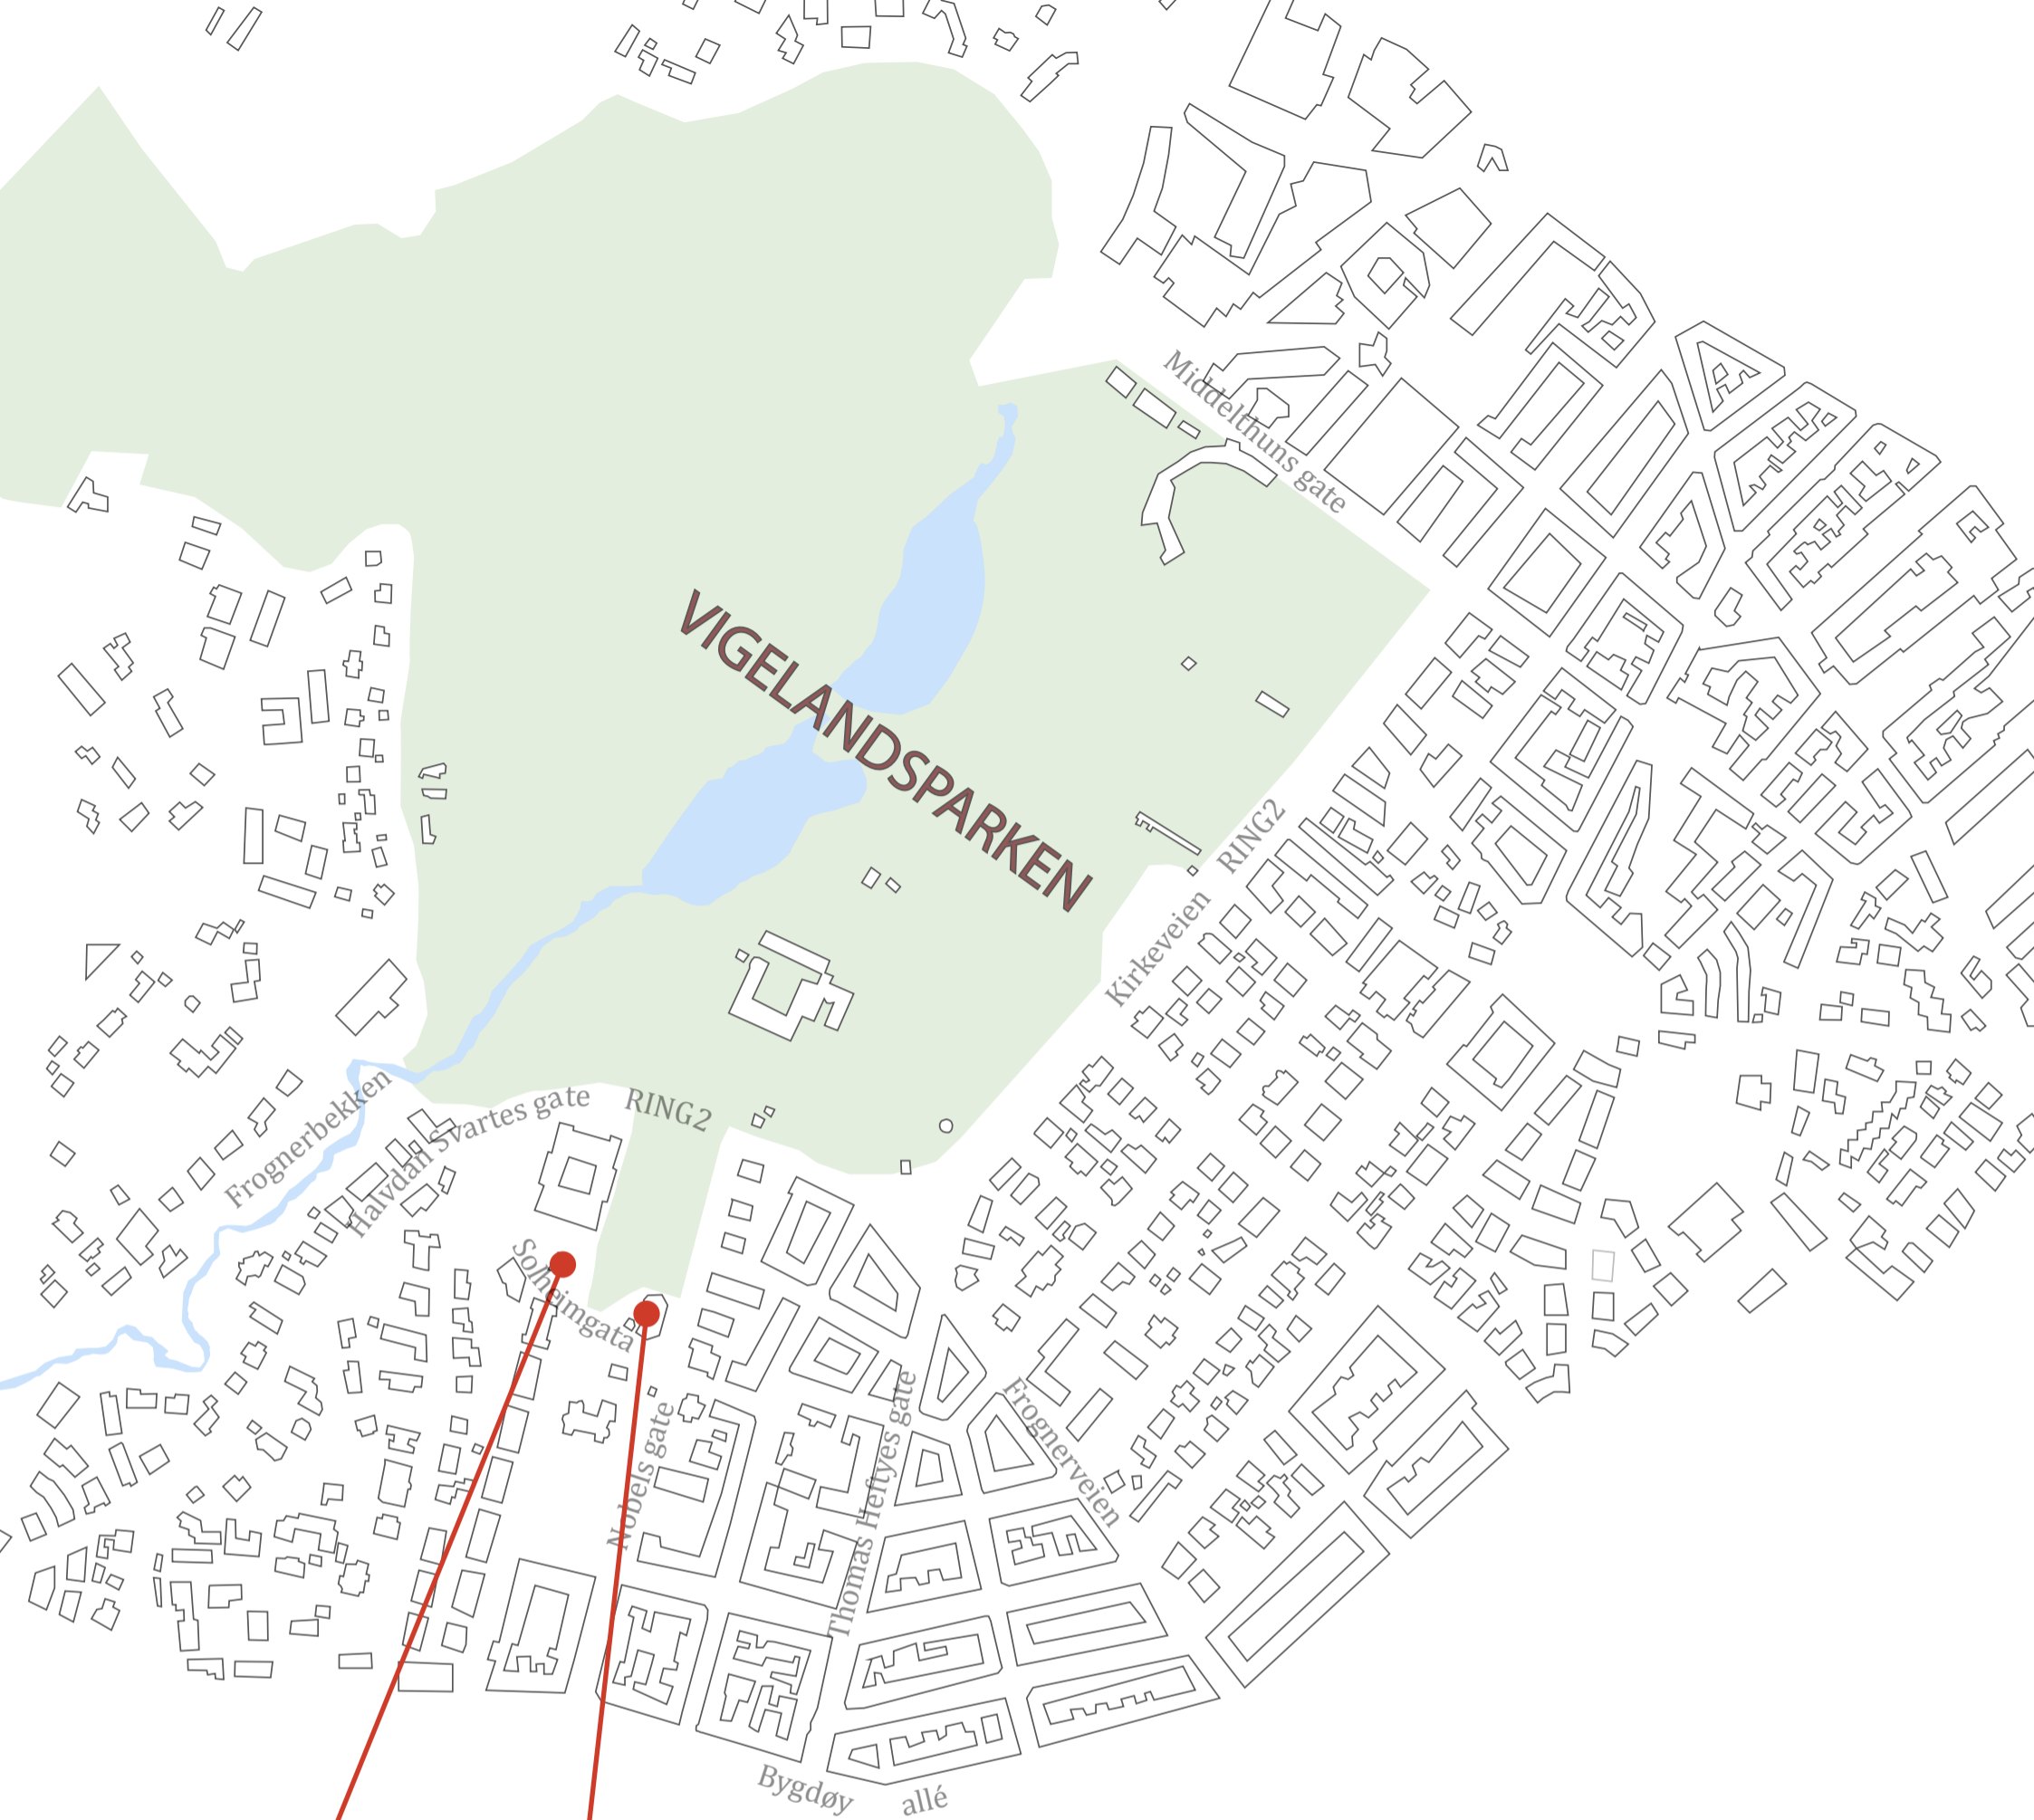 Middelthuns gate
VIGELANDSPARKEN
Kirkeveien RING2
Frognerbekken
Halvdan Svartes gate RING2
Solheimgata
Nobels gate
Thomas Heftyes gate
Frognerveien
Bygdøy allé